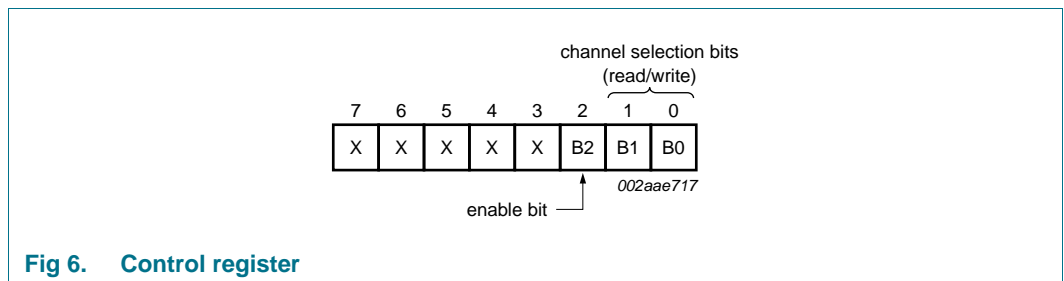 channel selection bits
(read/write)
7 6 5 4 3 2 1 0
X X X X X B2 B1 B0
002aae717
enable bit
Fig 6. Control register